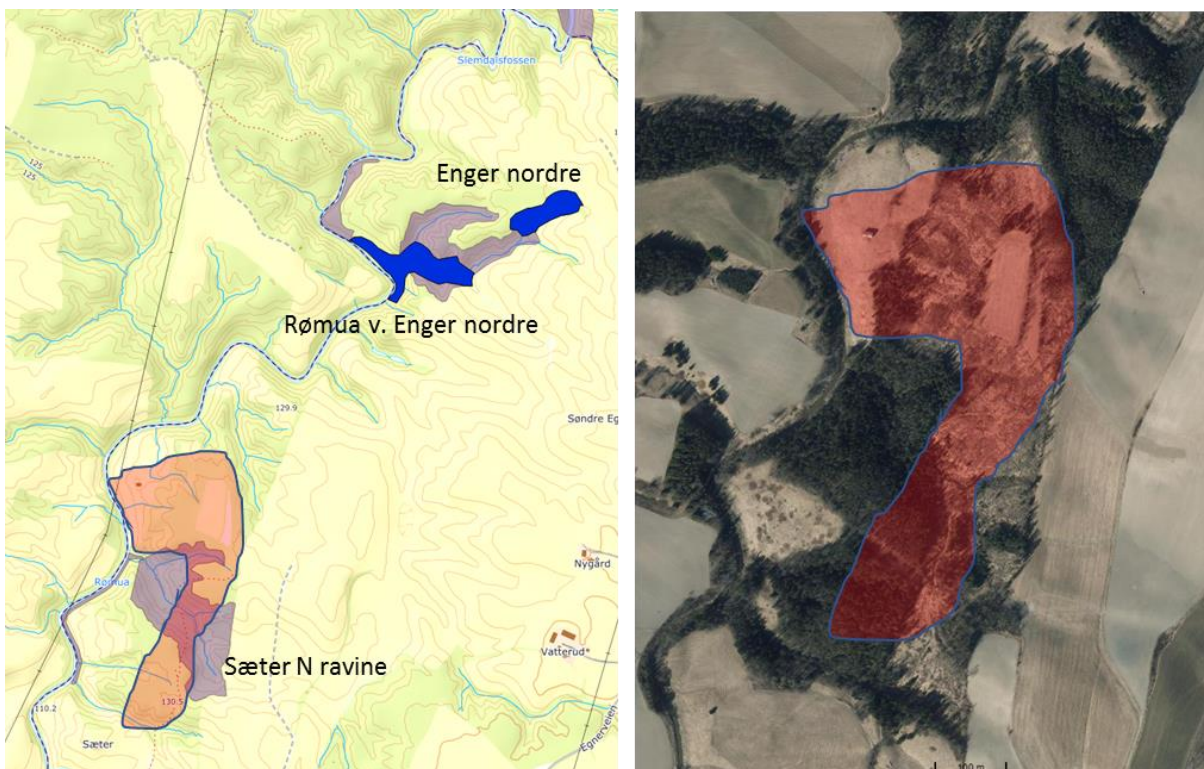 Slemdalsfossen
125
125
Enger nordre
Rømua v. Enger nordre
129.9
Søndre Eg
Rømua
Nygård
Vatterud
Sæter N ravine
130.5
110.2
Sæter
Egnerveien
100 m